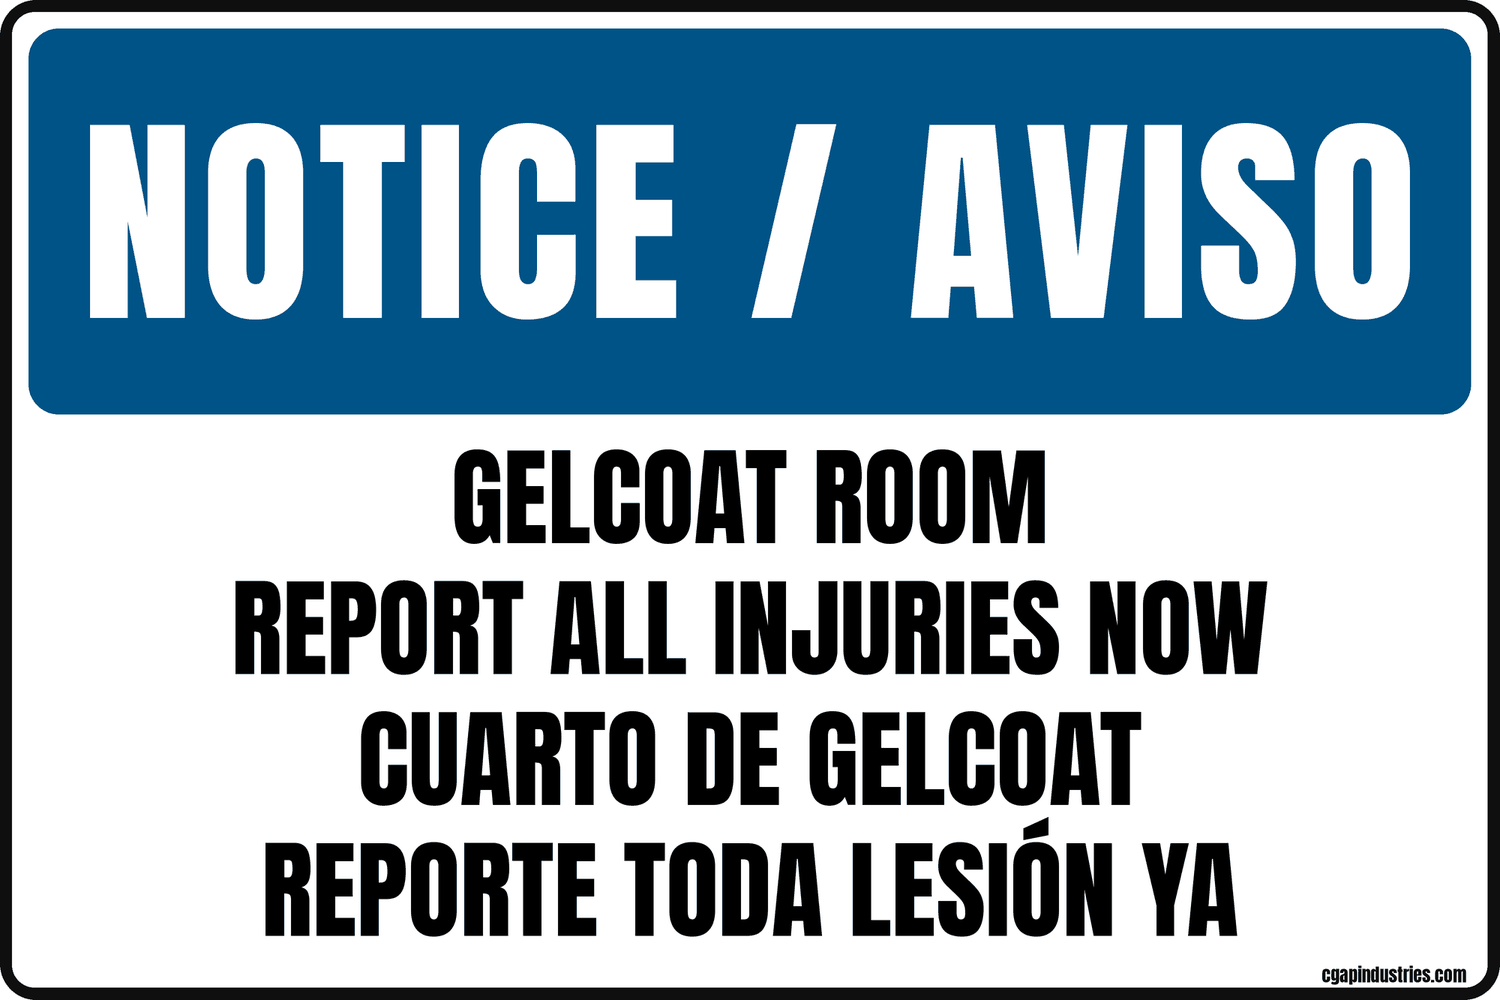 NOTICE / AVISO
GELCOAT ROOM
REPORT ALL INJURIES NOW
CUARTO DE GELCOAT
REPORTE TODA LESIÓN YA
cgapindustries.com